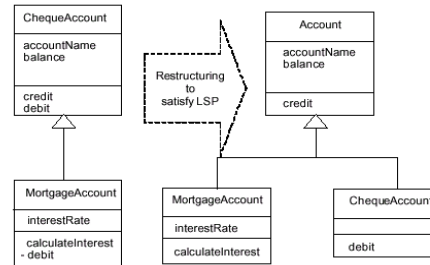 ChequeAccount
accountName
balance
credit
debit
MortgageAccount
interestRate
calculateInterest
- debit
Restructuring
to
satisfy LSP
Account
accountName
balance
credit
MortgageAccount
interestRate
calculateInterest
ChequeAccount
debit